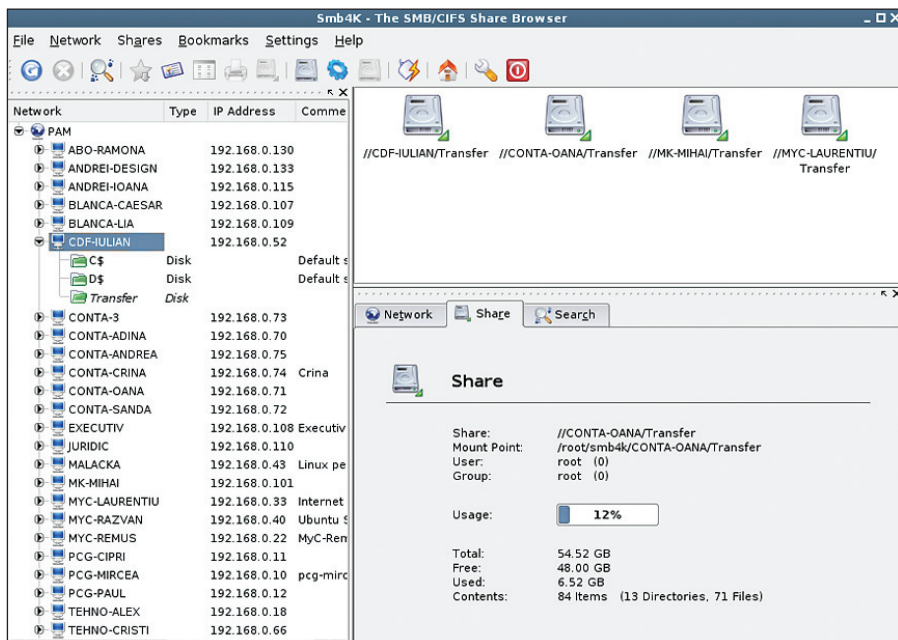 Smb4K - The SMB/CIFS Share Browser
File Network Shares Bookmarks Settings Help
Network Type IP Address Comme
PAM
ABO-RAMONA 192.168.0.130
ANDREI-DESIGN 192.168.0.133
ANDREI-IOANA 192.168.0.115
BLANCA-CAESAR 192.168.0.107
BLANCA-LIA 192.168.0.109
CDF-IULIAN 192.168.0.52
C$ Disk Default s
D$ Disk Default s
Transfer Disk
CONTA-3 192.168.0.73
CONTA-ADINA 192.168.0.70
CONTA-ANDREA 192.168.0.75
CONTA-CRINA 192.168.0.74 Crina
CONTA-OANA 192.168.0.71
CONTA-SANDA 192.168.0.72
EXECUTIV 192.168.0.108 Executiv
JURIDIC 192.168.0.110
MALACKA 192.168.0.43 Linux pe
MK-MIHAI 192.168.0.101
MYC-LAURENTIU 192.168.0.33 Internet
MYC-RAZVAN 192.168.0.40 Ubuntu S
MYC-REMUS 192.168.0.22 MyC-Rem
PCG-CIPRI 192.168.0.11
PCG-MIRCEA 192.168.0.10 pcg-mirc
PCG-PAUL 192.168.0.12
TEHNO-ALEX 192.168.0.18
TEHNO-CRISTI 192.168.0.66
//CDF-IULIAN/Transfer //CONTA-OANA/Transfer //MK-MIHAI/Transfer //MYC-LAURENTIU/
Transfer
Network Share Search
Share
Share: //CONTA-OANA/Transfer
Mount Point: /root/smb4k/CONTA-OANA/Transfer
User: root (0)
Group: root (0)
Usage: 12%
Total: 54.52 GB
Free: 48.00 GB
Used: 6.52 GB
Contents: 84 Items (13 Directories, 71 Files)